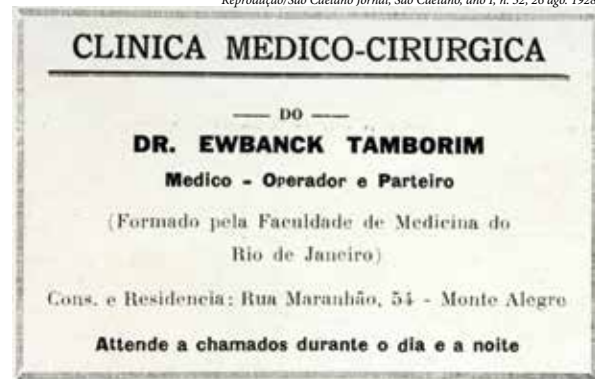 Reprodução/São Caetano Jornal, São Caetano, ano I, n. 32, 26 ago. 1928
CLINICA MEDICO-CIRURGICA
DO
DR. EWBANCK TAMBORIM
Medico - Operador e Parteiro
(Formado pela Faculdade de Medicina do
Rio de Janeiro)
Cons. e Residencia: Rua Maranhão, 54 - Monte Alegre
Attende a chamados durante o dia e a noite